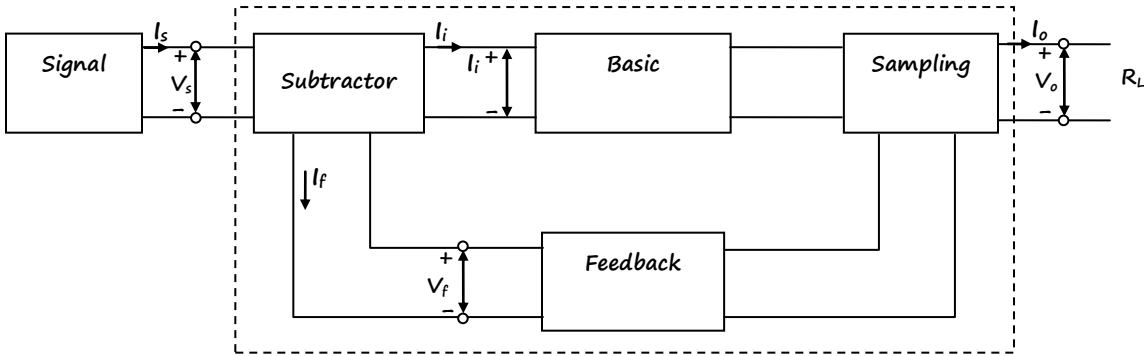 Signal
Is
+
Vs
-
Subtractor
Ii
Ii
+
-
Basic
Sampling
Io
+
Vo
-
RL
If
+
Vf
-
Feedback